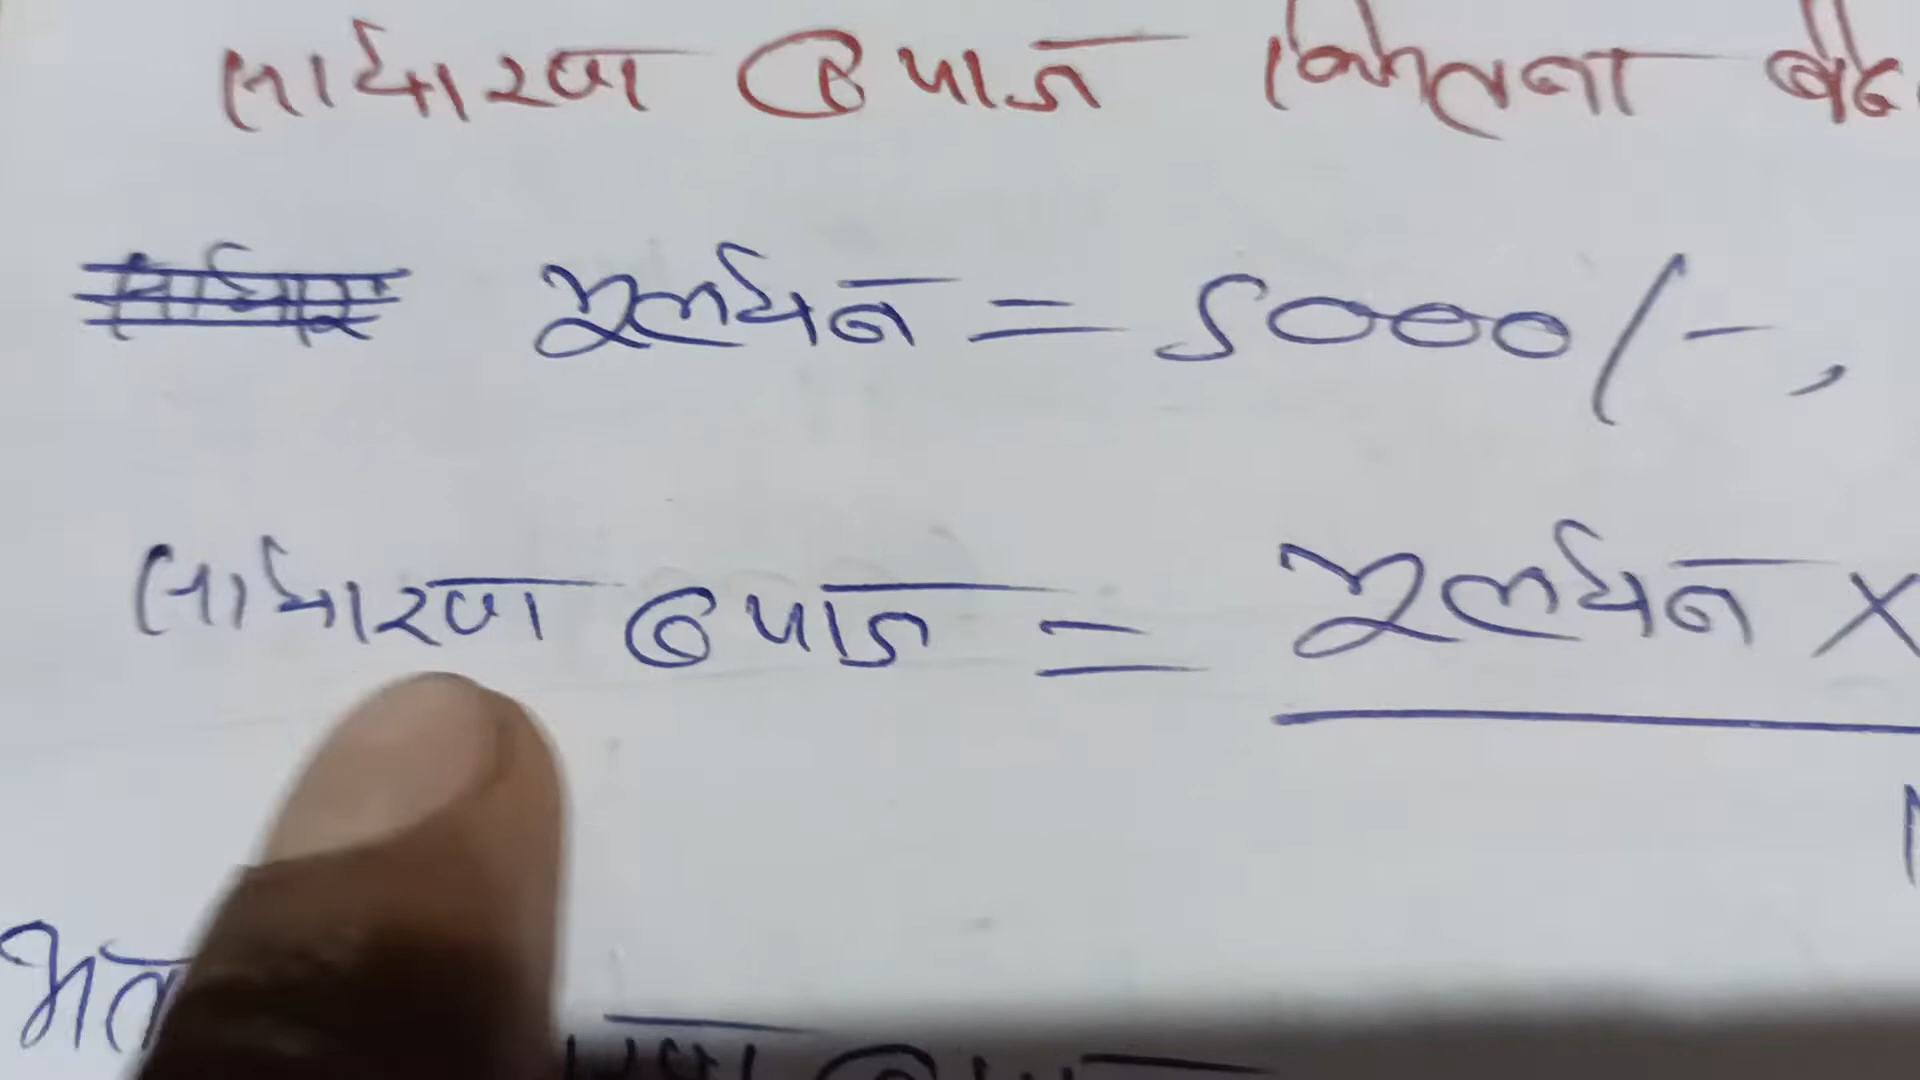 साधारण ब्याज कितना
मूलधन = 5000/-,
साधारण ब्याज = मूलधन ×